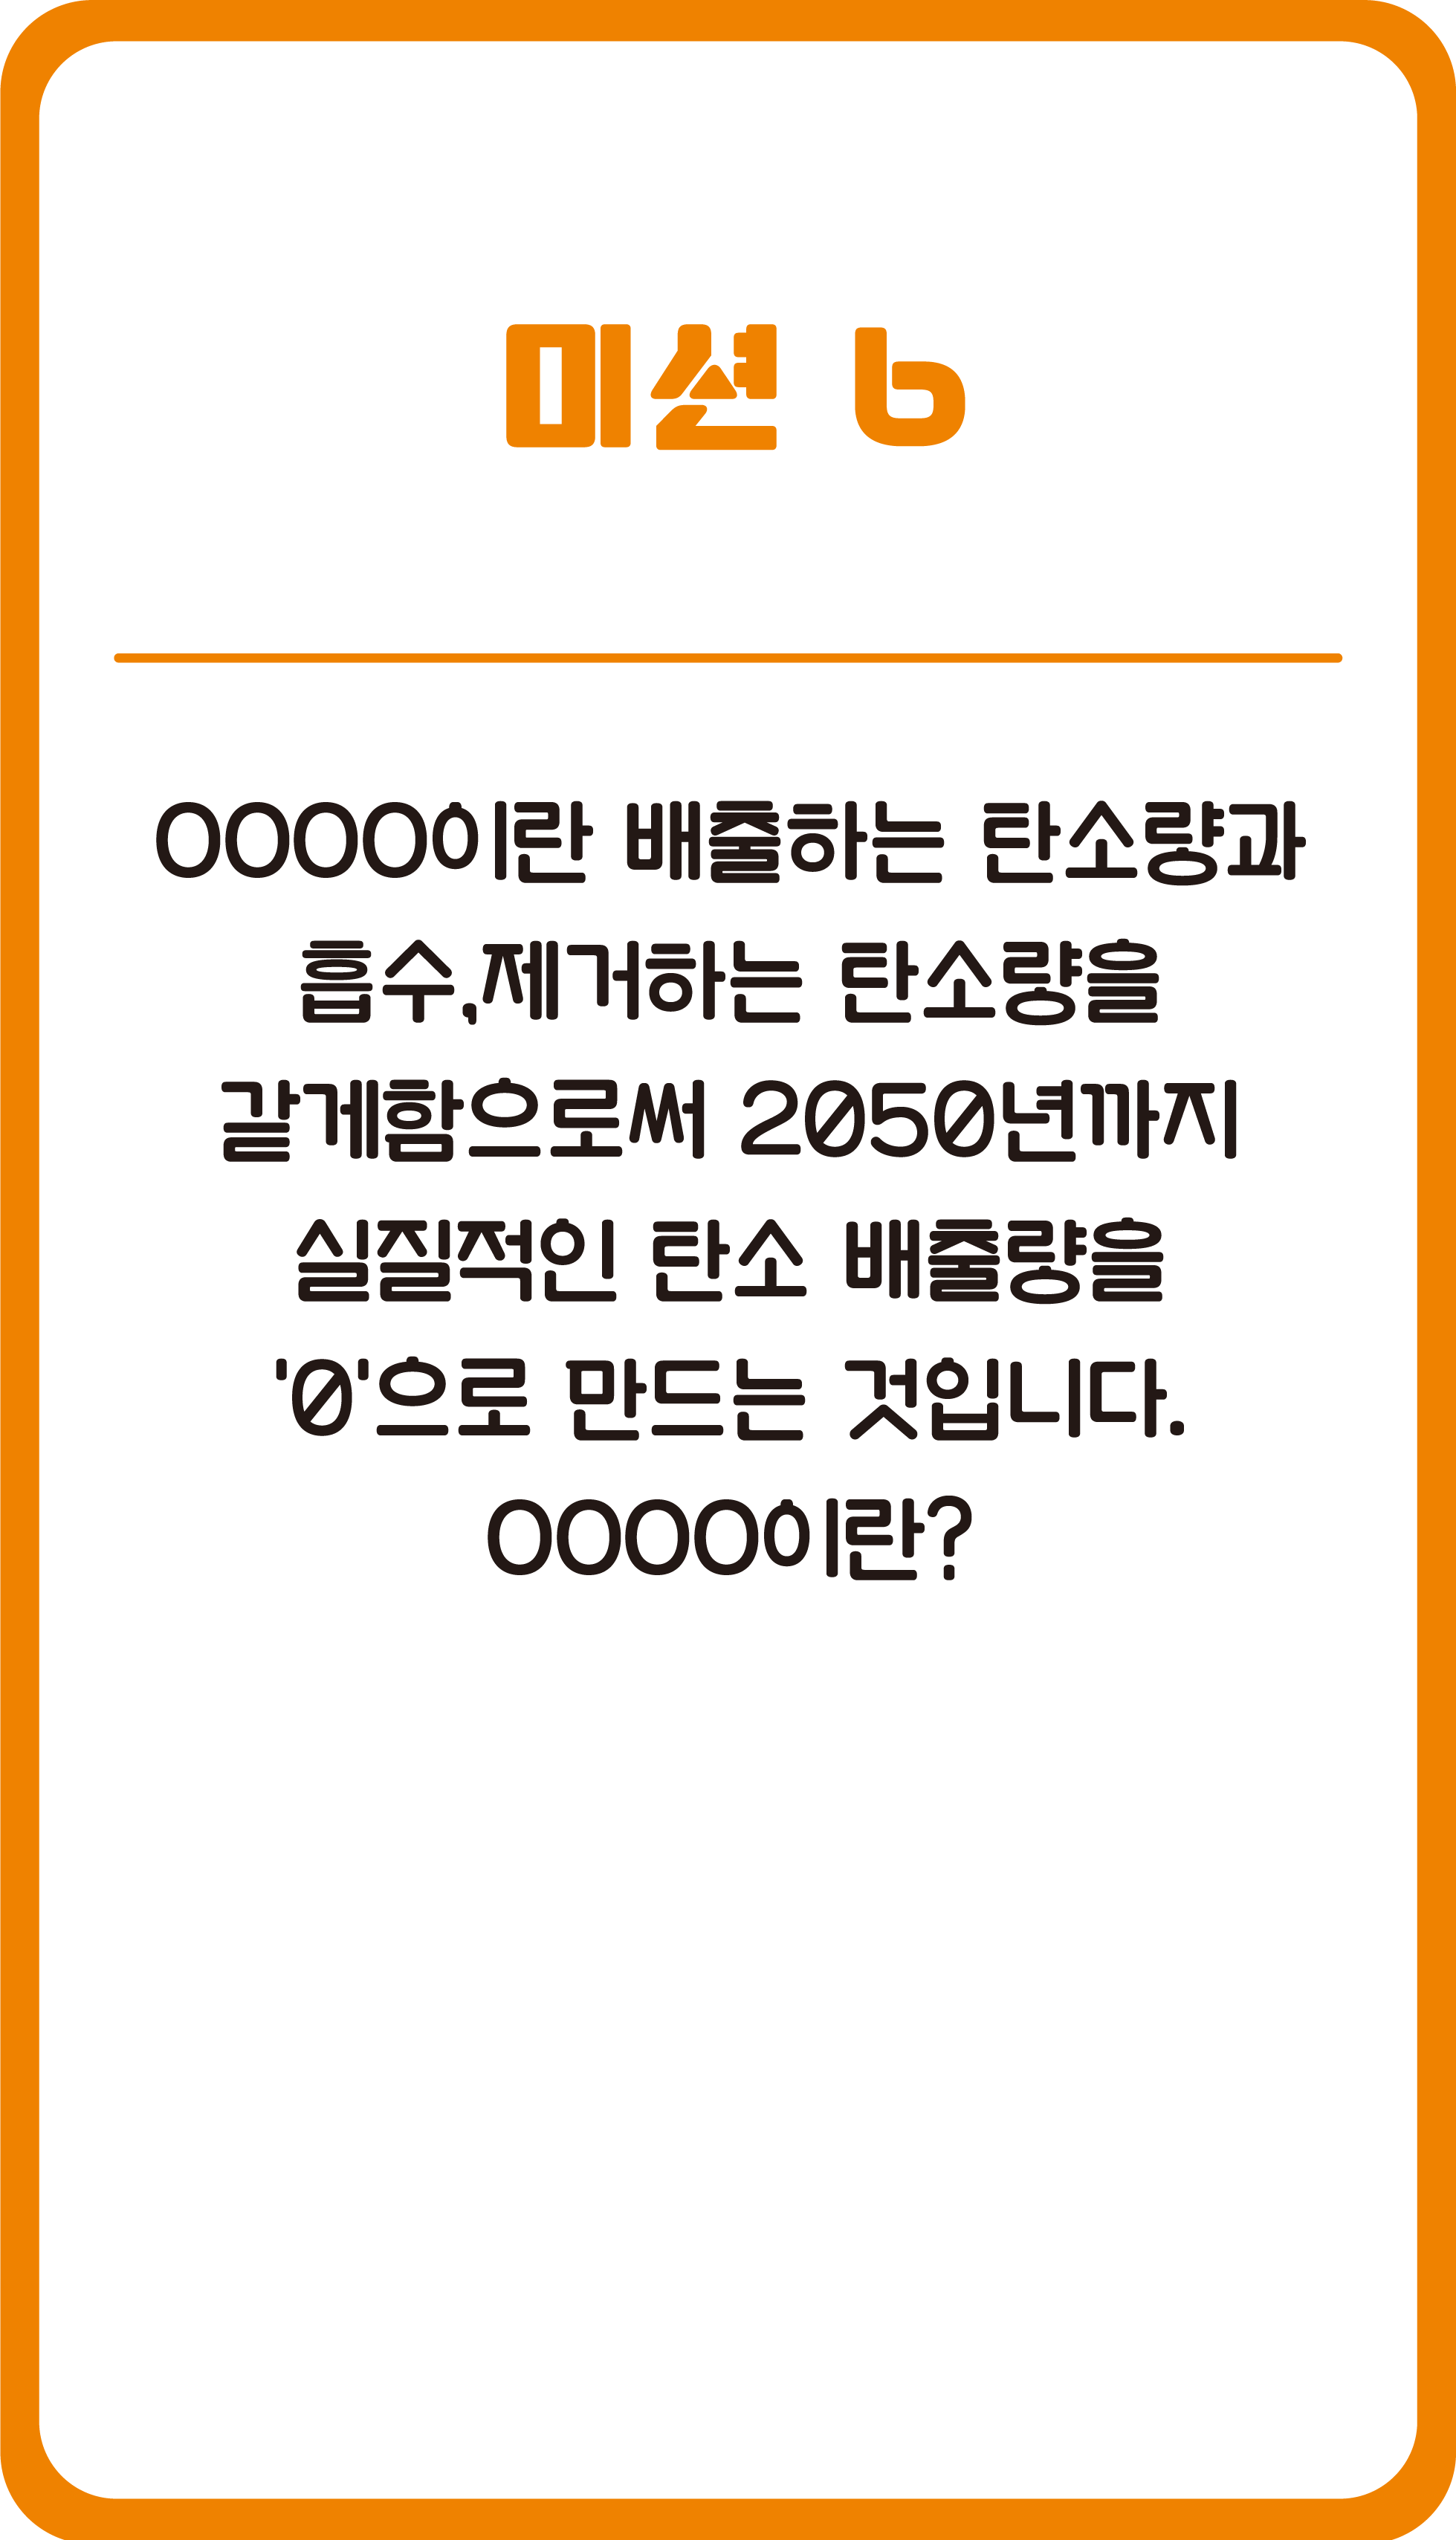 미션 6
OOOO이란 배출하는 탄소량과
흡수,제거하는 탄소량을
갈게함으로써 2050년까지
실질적인 탄소 배출량을
'0'으로 만드는 것입니다.
OOOO이란?